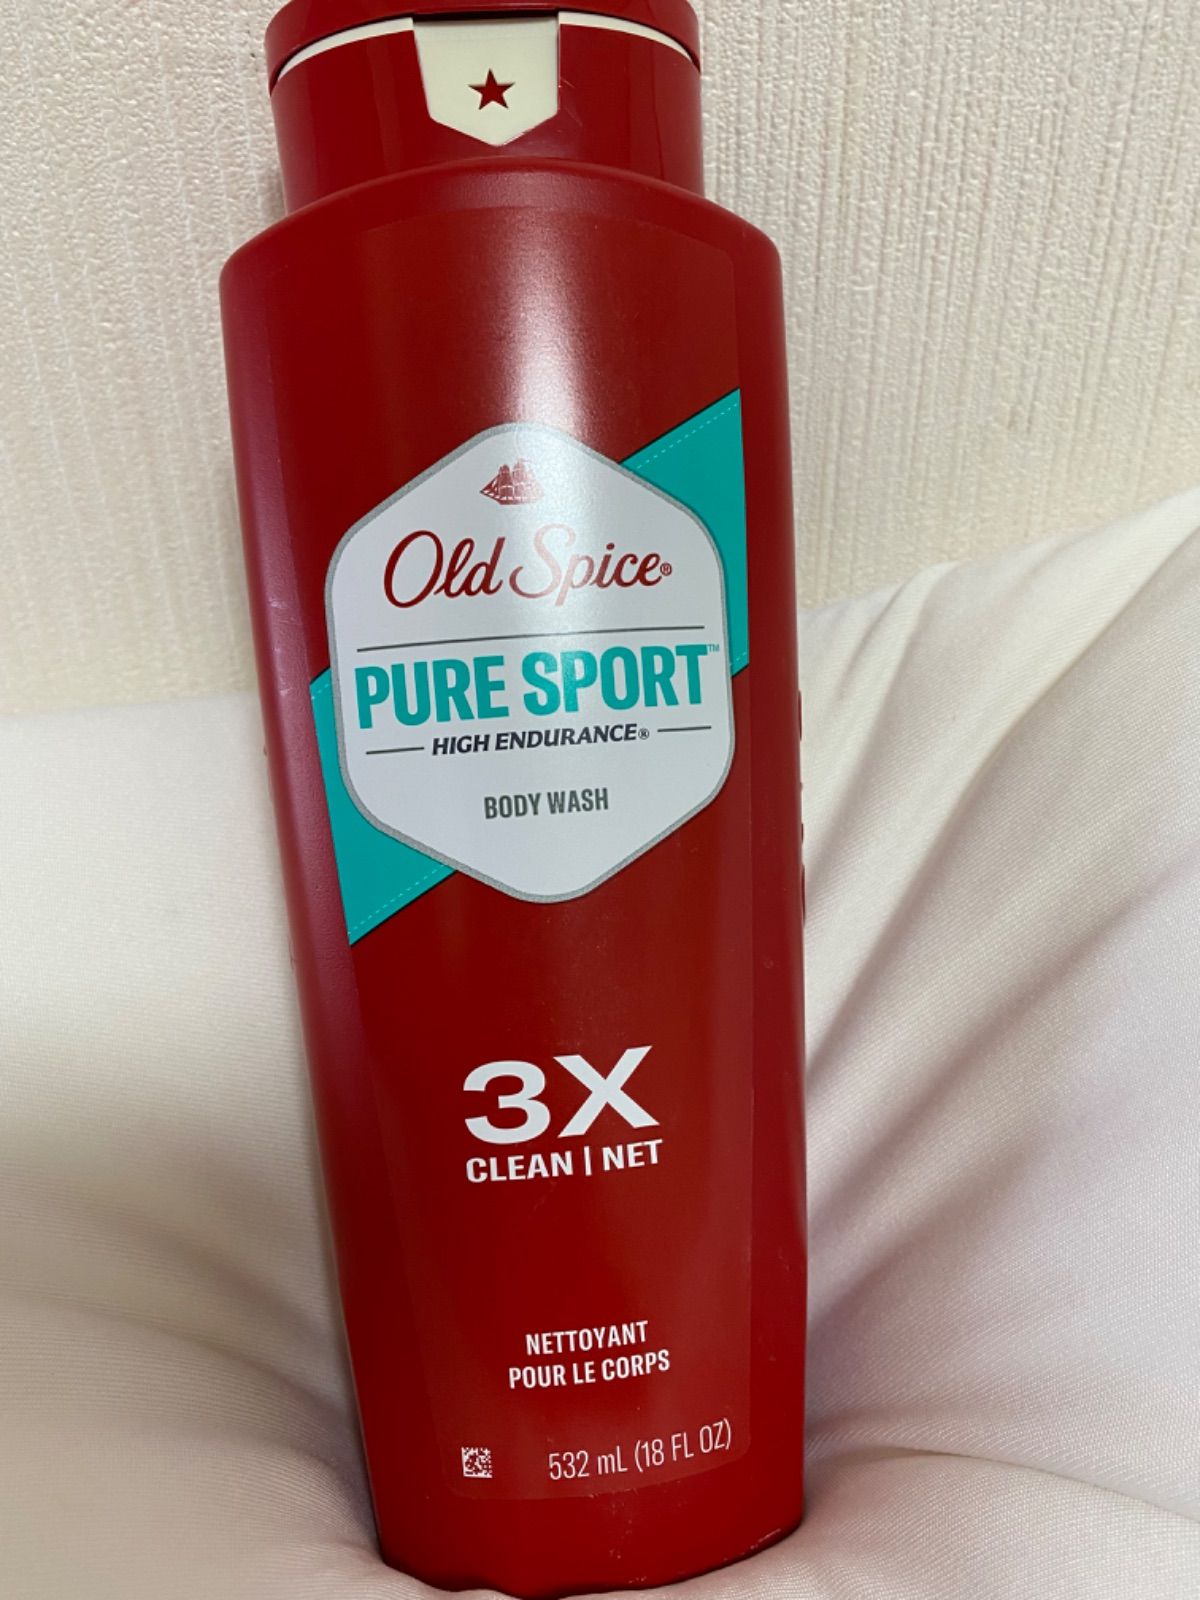 Old Spice®
PURE SPORT™
HIGH ENDURANCE®
BODY WASH
3X
CLEAN | NET
NETTOYANT
POUR LE CORPS
532 mL (18 FL OZ)